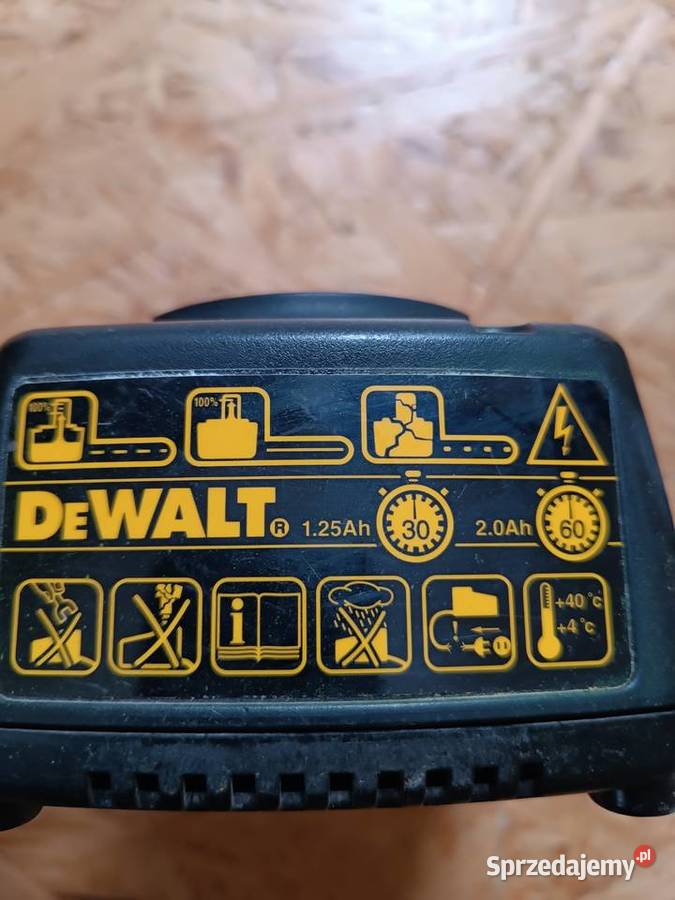 100% 100%
DEWALT® 1.25Ah 30 2.0Ah 60
i +40°c
+4°c
Sprzedajemy.pl